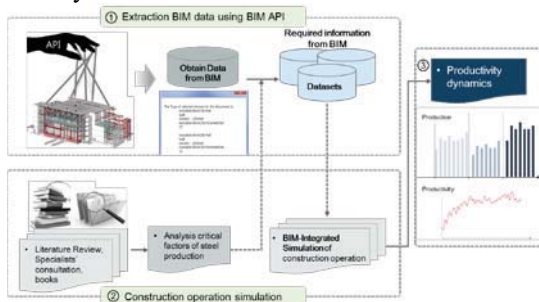 ① Extraction BIM data using BIM API
API
Obtain Data
from BIM
Required information
from BIM
Datasets
③
• Productivity
dynamics
Production
Productivity
• Literature Review,
Specialists'
consultation,
books
• Analysis critical
factors of steel
production
• BIM-Integrated
Simulation of
construction operation
② Construction operation simulation